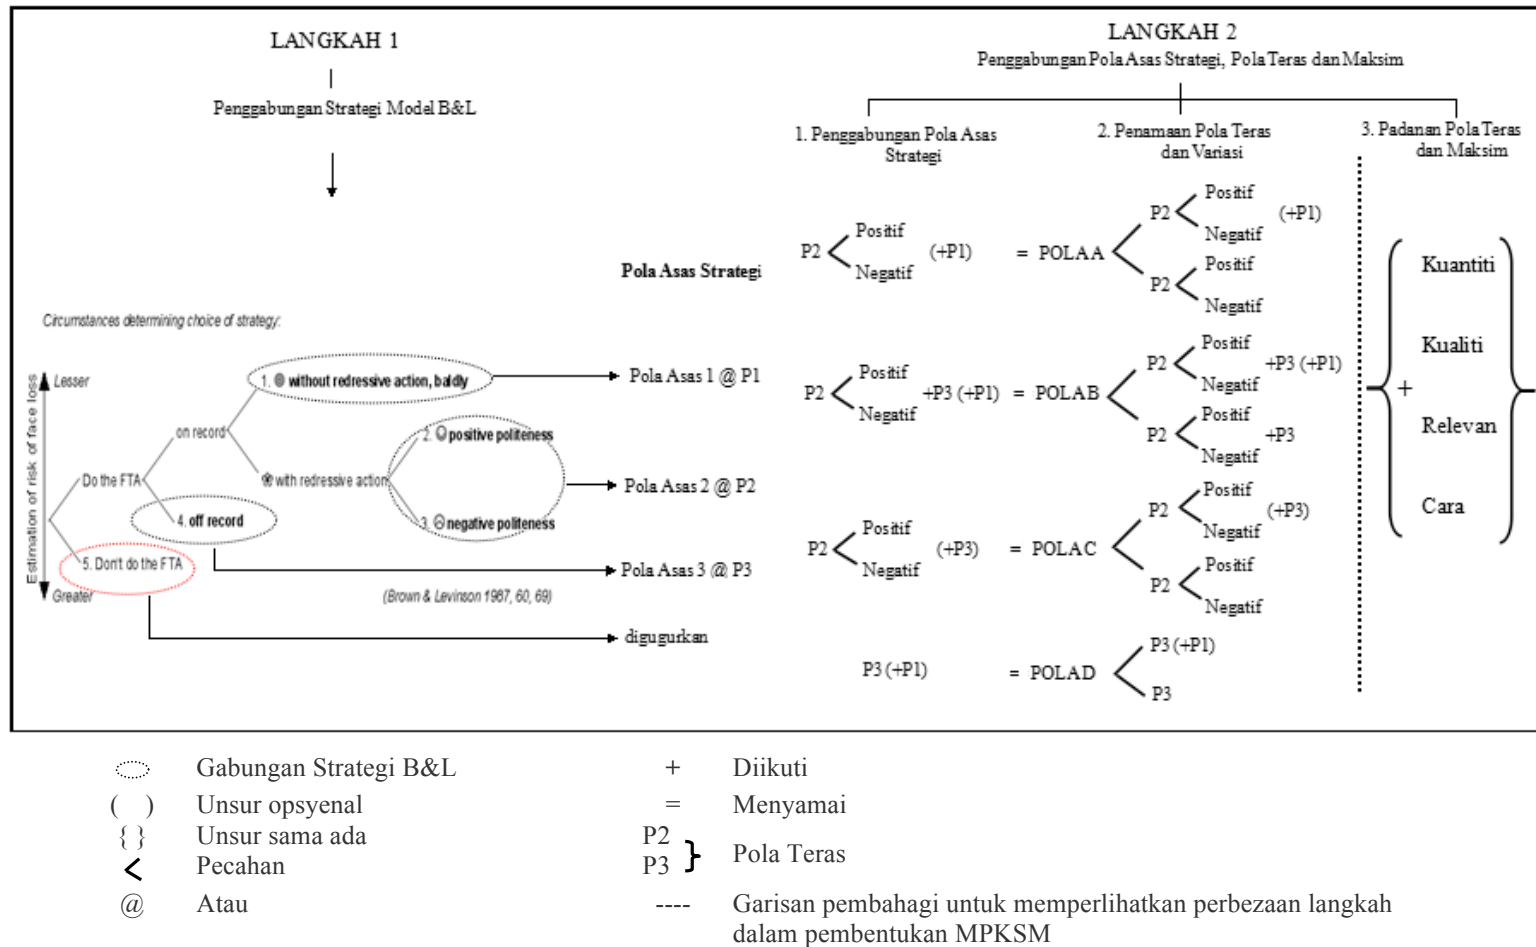 LANGKAH 1
Penggabungan Strategi Model B&L
Pola Asas Strategi
Circumstances determining choice of strategy:
Estimation of risk of face loss
Lesser
1. without redressive action, baldly
Pola Asas 1 @ P1
on record
2. positive politeness
Do the FTA
with redressive action
Pola Asas 2 @ P2
4. off record
3. negative politeness
5. Don't do the FTA
Pola Asas 3 @ P3
Greater
(Brown & Levinson 1987, 60, 69)
digugurkan
LANGKAH 2
Penggabungan Pola Asas Strategi, Pola Teras dan Maksim
1. Penggabungan Pola Asas
Strategi
2. Penamaan Pola Teras
dan Variasi
3. Padanan Pola Teras
dan Maksim
P2 < Positif
Negatif (+P1) = POLA A
P2 < Positif
Negatif (+P1)
P2 < Positif
Negatif
P2 < Positif
Negatif +P3 (+P1) = POLA B
P2 < Positif
Negatif +P3 (+P1)
P2 < Positif
Negatif +P3
P2 < Positif
Negatif (+P3) = POLA C
P2 < Positif
Negatif (+P3)
P2 < Positif
Negatif
P3 (+P1) = POLA D
P3 (+P1)
P3
+
Kuantiti
Kualiti
Relevan
Cara
Gabungan Strategi B&L
( ) Unsur opsyenal
{ } Unsur sama ada
< Pecahan
@ Atau
+ Diikuti
= Menyamai
P2
P3 } Pola Teras
---- Garisan pembahagi untuk memperlihatkan perbezaan langkah
dalam pembentukan MPKSM